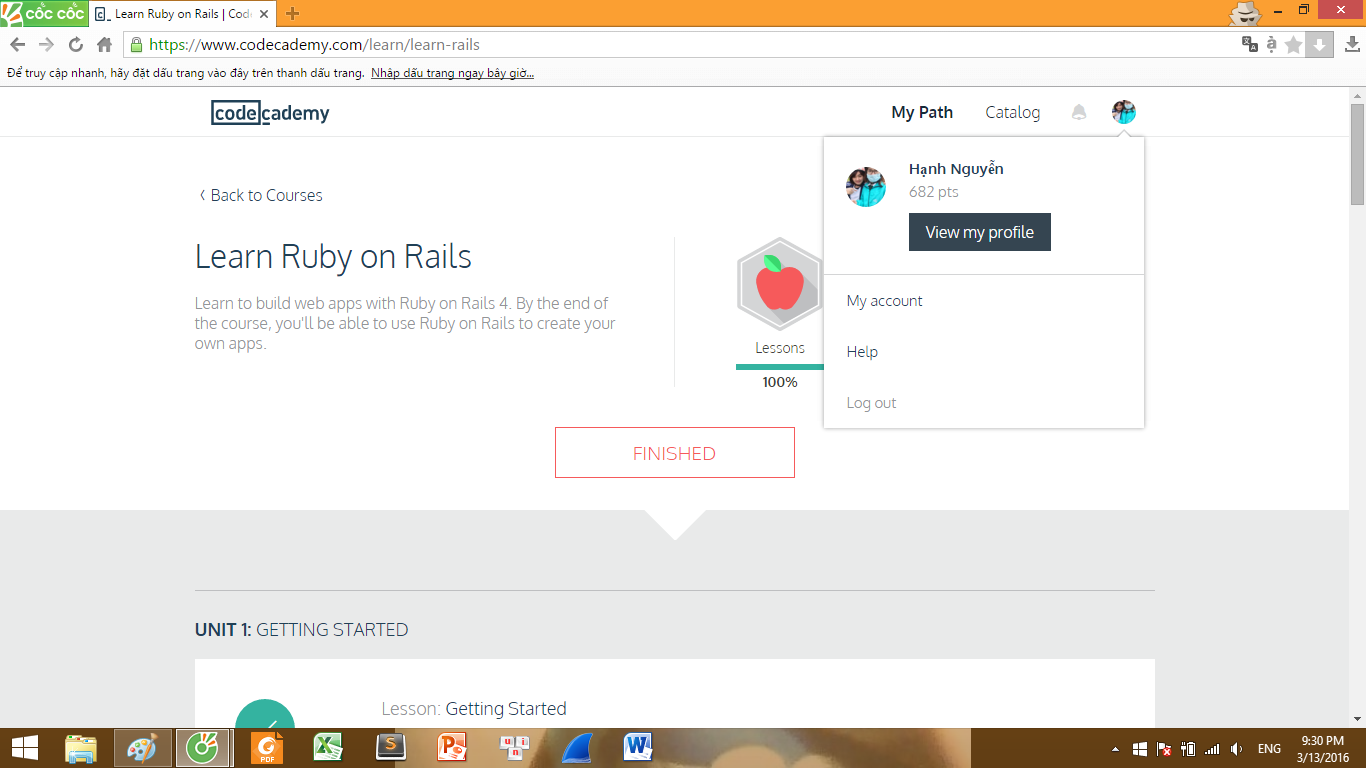 CỐC CỐC
Learn Ruby on Rails | Cod
https://www.codecademy.com/learn/learn-rails
Để truy cập nhanh, hãy đặt dấu trang vào đây trên thanh dấu trang. Nhập dấu trang ngay bây giờ...
codecademy
My Path
Catalog
Hạnh Nguyễn
682 pts
View my profile
My account
Help
Log out
‹ Back to Courses
Learn Ruby on Rails
Learn to build web apps with Ruby on Rails 4. By the end of
the course, you'll be able to use Ruby on Rails to create your
own apps.
Lessons
100%
FINISHED
UNIT 1: GETTING STARTED
Lesson: Getting Started
PDF
ENG
9:30 PM
3/13/2016